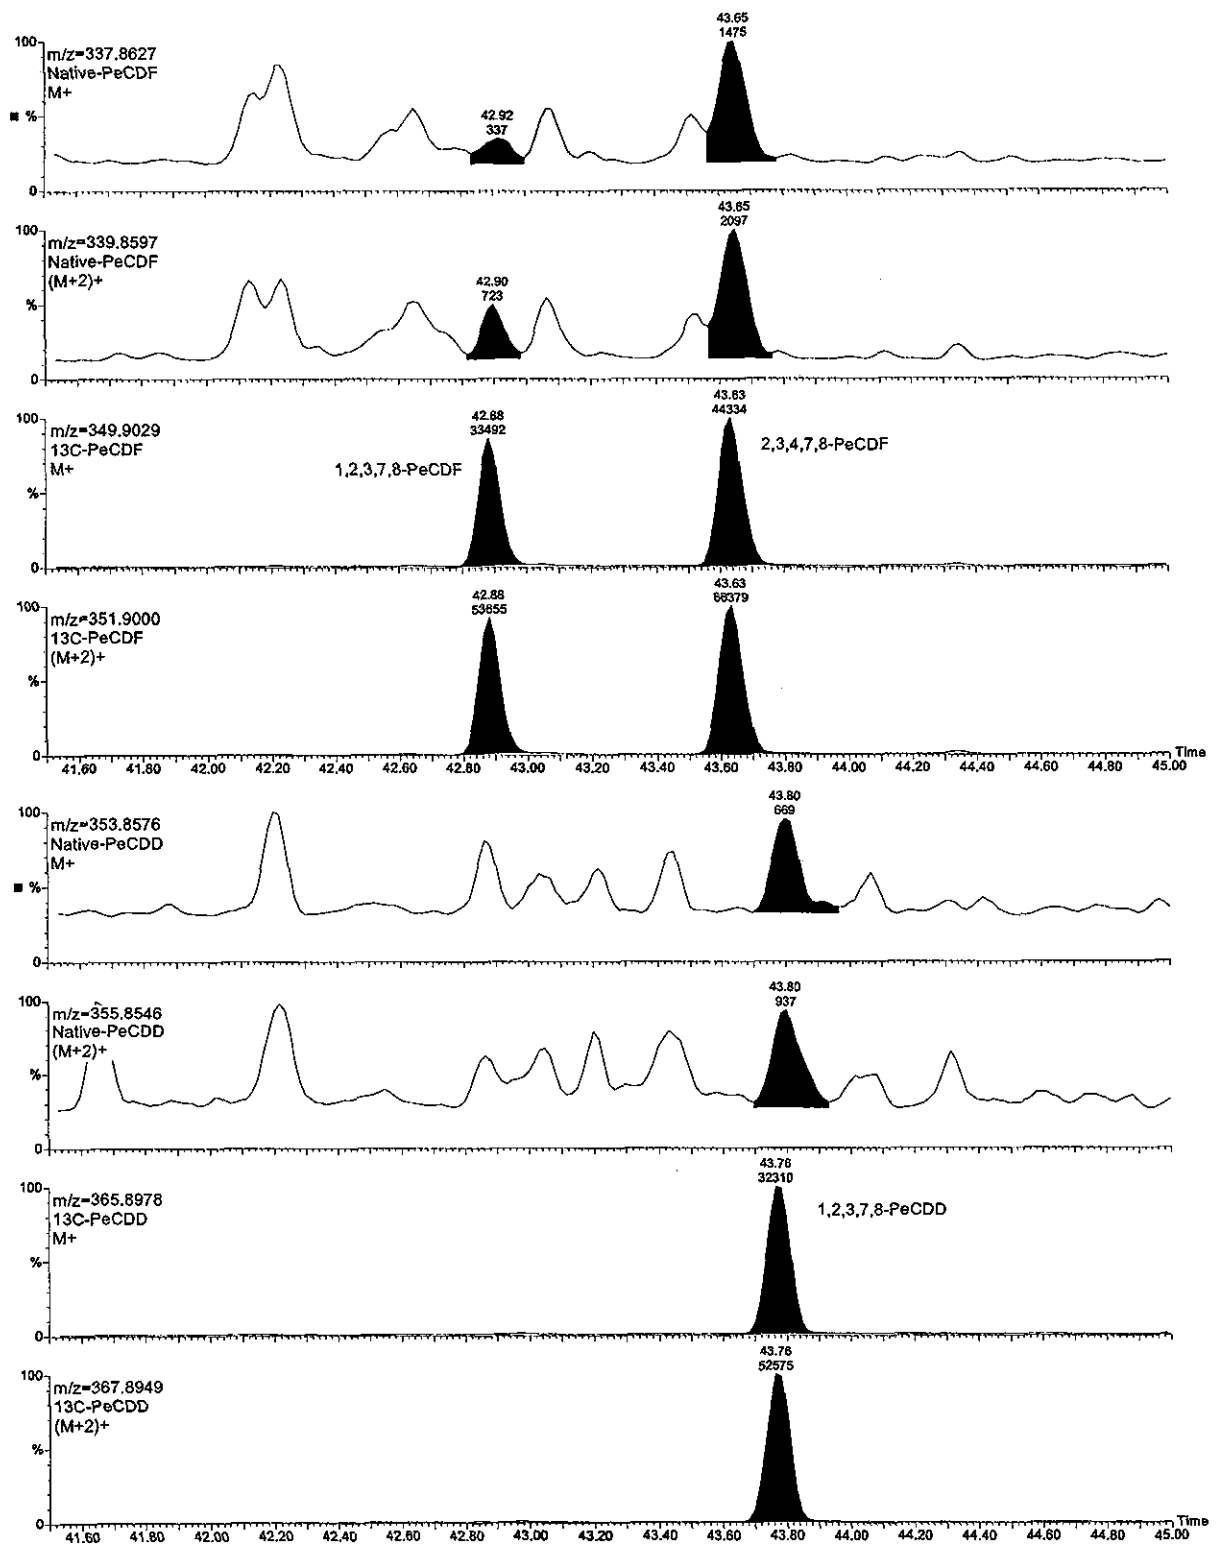 43.65
1475
100
m/z=337.8627
Native-PeCDF
M+
%
42.92
337
0
43.65
2097
100
m/z=339.8597
Native-PeCDF
(M+2)+
%
42.90
723
0
43.63
44334
100
m/z=349.9029
13C-PeCDF
M+
42.88
33492
1,2,3,7,8-PeCDF
2,3,4,7,8-PeCDF
%
0
43.63
66379
100
m/z=351.9000
13C-PeCDF
(M+2)+
42.88
53655
%
0
Time
41.60 41.80 42.00 42.20 42.40 42.60 42.80 43.00 43.20 43.40 43.60 43.80 44.00 44.20 44.40 44.60 44.80 45.00
43.80
669
100
m/z=353.8576
Native-PeCDD
M+
%
0
43.80
937
100
m/z=355.8546
Native-PeCDD
(M+2)+
%
0
43.76
32310
100
m/z=365.8978
13C-PeCDD
M+
1,2,3,7,8-PeCDD
%
0
43.76
52575
100
m/z=367.8949
13C-PeCDD
(M+2)+
%
0
Time
41.60 41.80 42.00 42.20 42.40 42.60 42.80 43.00 43.20 43.40 43.60 43.80 44.00 44.20 44.40 44.60 44.80 45.00